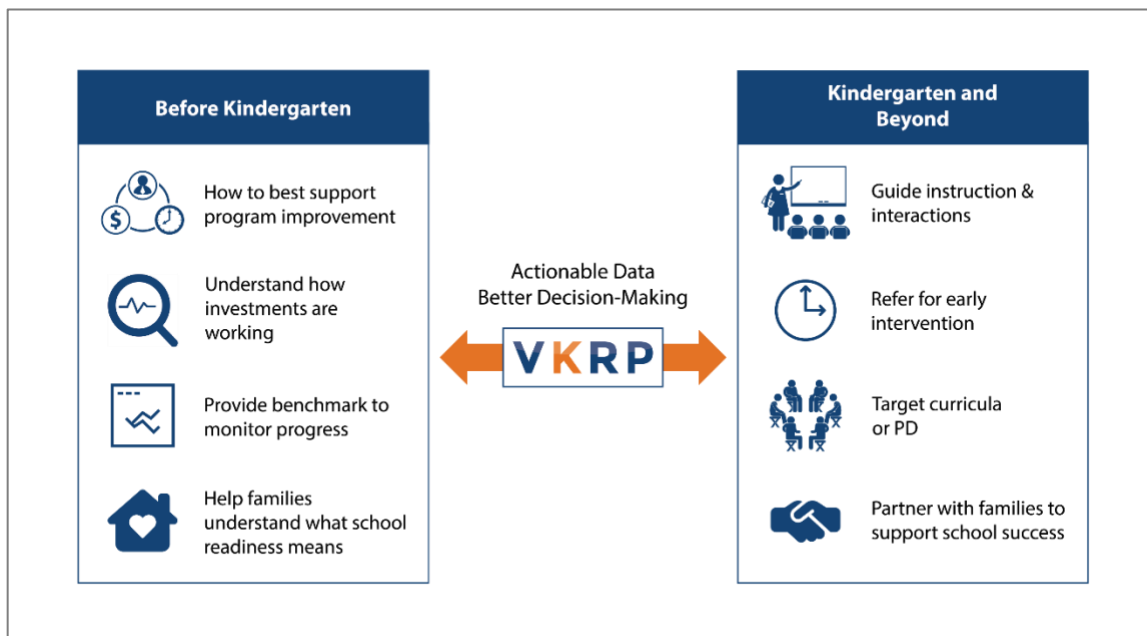 Before Kindergarten
$
How to best support
program improvement
Understand how
investments are
working
Provide benchmark to
monitor progress
Help families
understand what school
readiness means
Actionable Data
Better Decision-Making
VKRP
Kindergarten and
Beyond
Guide instruction &
interactions
Refer for early
intervention
Target curricula
or PD
Partner with families to
support school success